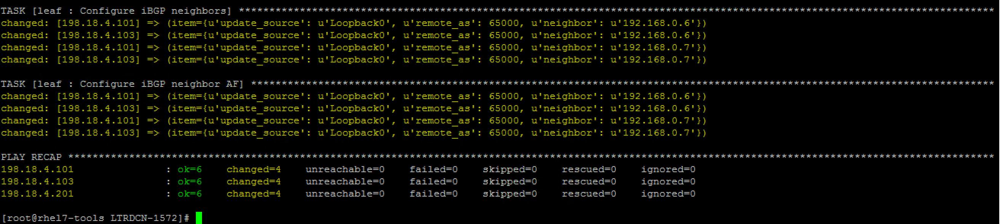 TASK [leaf : Configure iBGP neighbors] ****************************************************************************************************************************
changed: [198.18.4.101] => (item={u'update_source': u'Loopback0', u'remote_as': 65000, u'neighbor': u'192.168.0.6'})
changed: [198.18.4.103] => (item={u'update_source': u'Loopback0', u'remote_as': 65000, u'neighbor': u'192.168.0.6'})
changed: [198.18.4.101] => (item={u'update_source': u'Loopback0', u'remote_as': 65000, u'neighbor': u'192.168.0.7'})
changed: [198.18.4.103] => (item={u'update_source': u'Loopback0', u'remote_as': 65000, u'neighbor': u'192.168.0.7'})
TASK [leaf : Configure iBGP neighbor AF] **************************************************************************************************************************
changed: [198.18.4.101] => (item={u'update_source': u'Loopback0', u'remote_as': 65000, u'neighbor': u'192.168.0.6'})
changed: [198.18.4.103] => (item={u'update_source': u'Loopback0', u'remote_as': 65000, u'neighbor': u'192.168.0.6'})
changed: [198.18.4.101] => (item={u'update_source': u'Loopback0', u'remote_as': 65000, u'neighbor': u'192.168.0.7'})
changed: [198.18.4.103] => (item={u'update_source': u'Loopback0', u'remote_as': 65000, u'neighbor': u'192.168.0.7'})
PLAY RECAP ********************************************************************************************************************************************************
198.18.4.101               : ok=6    changed=4    unreachable=0    failed=0    skipped=0    rescued=0    ignored=0
198.18.4.103               : ok=6    changed=4    unreachable=0    failed=0    skipped=0    rescued=0    ignored=0
198.18.4.201               : ok=6    changed=4    unreachable=0    failed=0    skipped=0    rescued=0    ignored=0
[root@rhel7-tools LTRDCN-1572]#